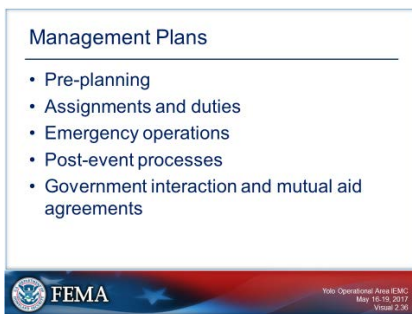 Management Plans
• Pre-planning
• Assignments and duties
• Emergency operations
• Post-event processes
• Government interaction and mutual aid
agreements
FEMA
Yolo Operational Area IEMC
May 16-19, 2017
Visual 2.36